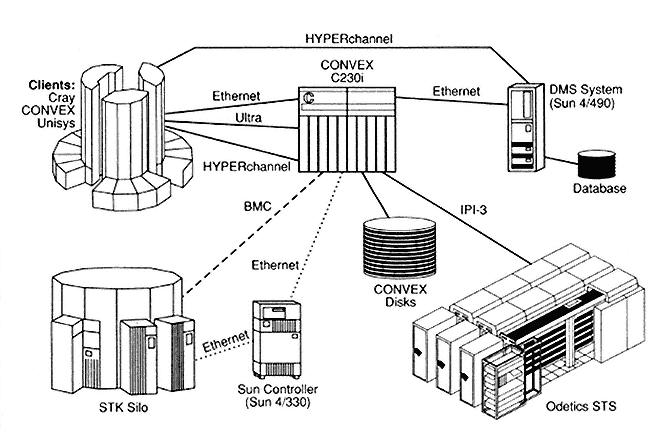 HYPERchannel
Clients:
Cray
CONVEX
Unisys
CONVEX
C230i
Ethernet
Ultra
HYPERchannel
Ethernet
DMS System
(Sun 4/490)
Database
BMC
IPI-3
Ethernet
CONVEX
Disks
Ethernet
STK Silo
Sun Controller
(Sun 4/330)
Odetics STS